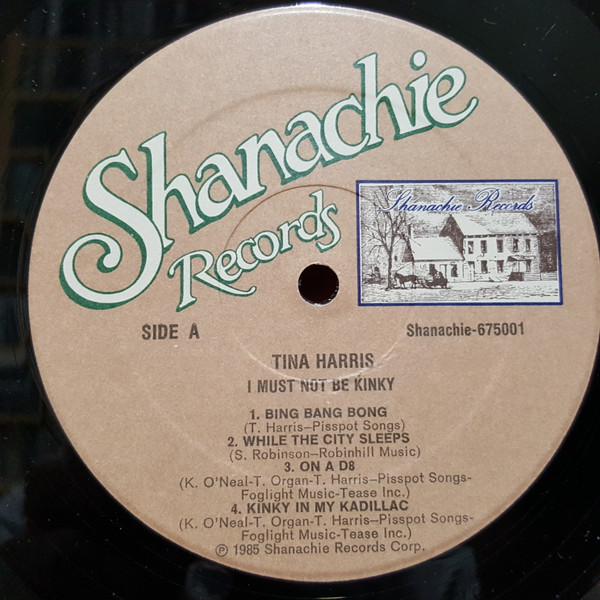 Shanachie
Records
Shanachie Records
SIDE A
Shanachie-675001
TINA HARRIS
I MUST NOT BE KINKY
1. BING BANG BONG
(T. Harris–Pisspot Songs)
2. WHILE THE CITY SLEEPS
(S. Robinson–Robinhill Music)
3. ON A D8
(K. O'Neal-T. Organ-T. Harris–Pisspot Songs-
Foglight Music-Tease Inc.)
4. KINKY IN MY KADILLAC
(K. O'Neal-T. Organ-T. Harris–Pisspot Songs-
Foglight Music-Tease Inc.)
℗ 1985 Shanachie Records Corp.